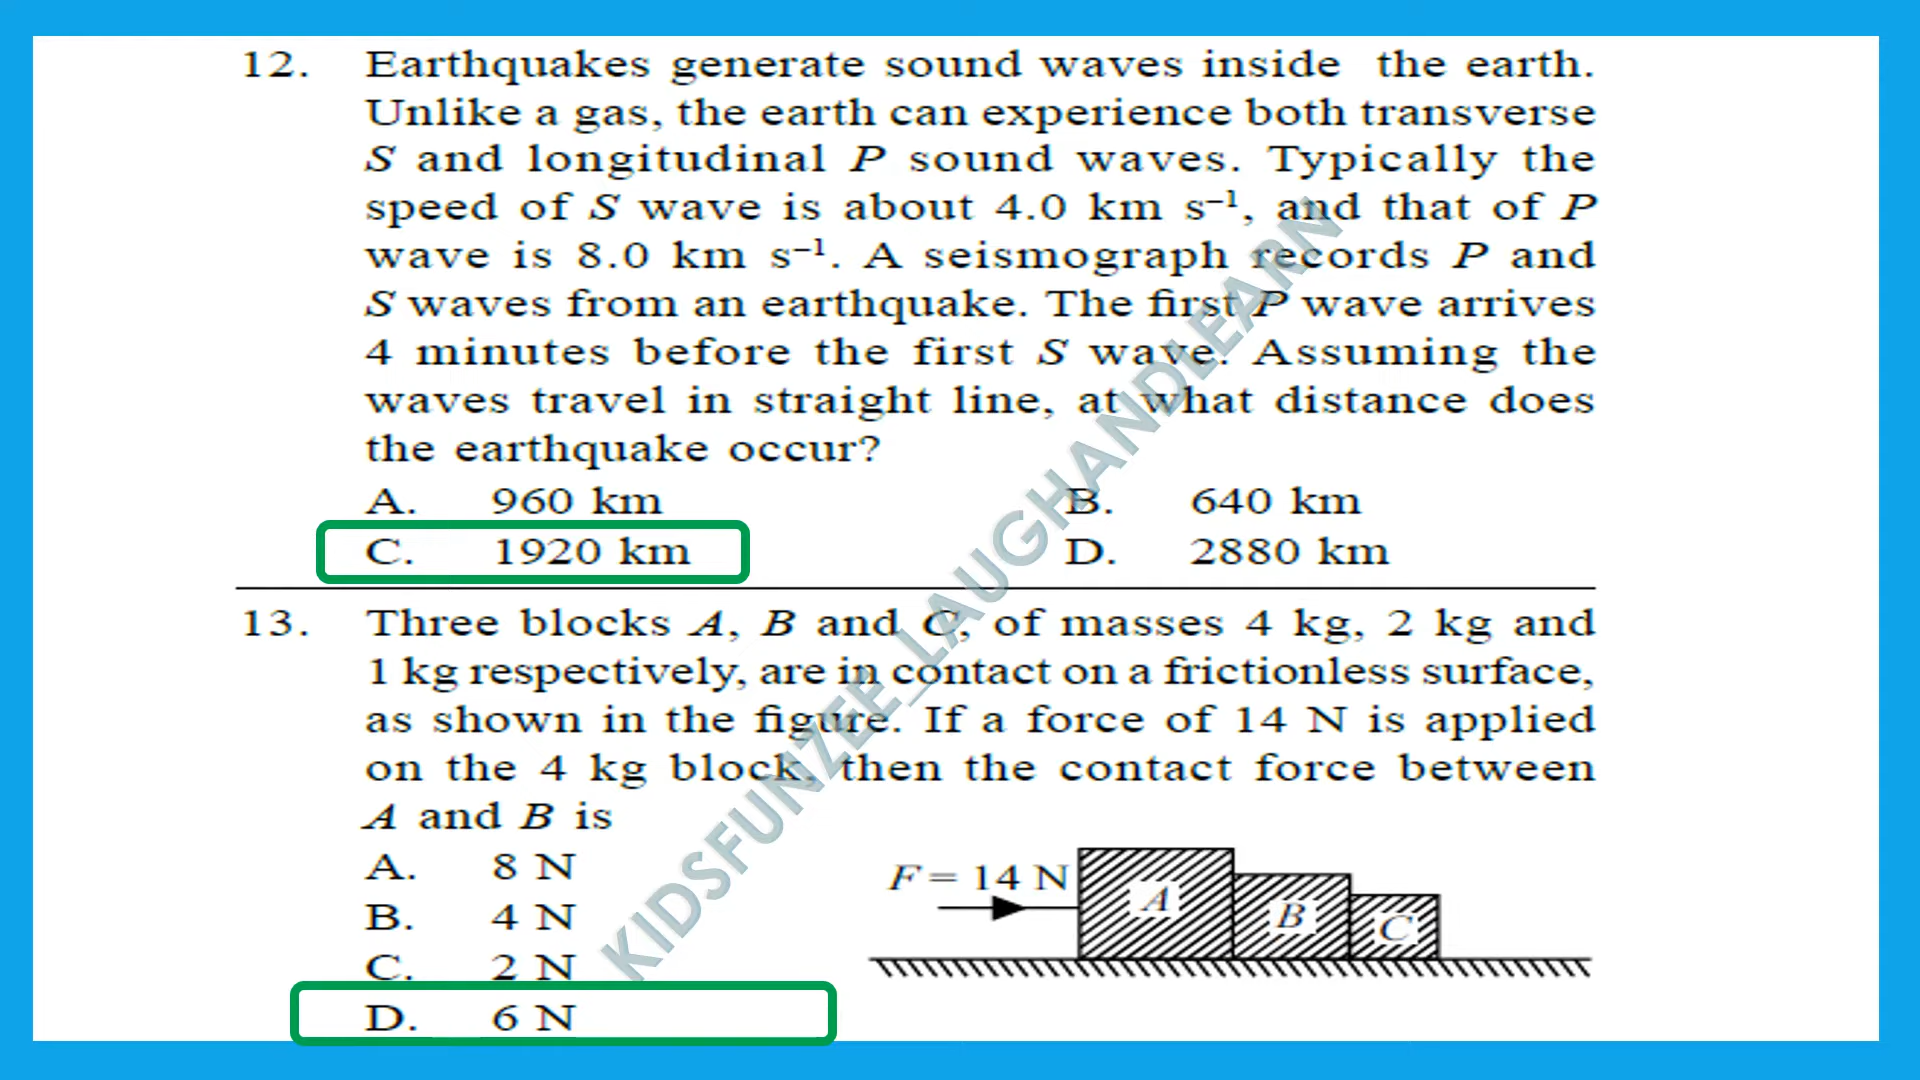 12. Earthquakes generate sound waves inside the earth.
Unlike a gas, the earth can experience both transverse
S and longitudinal P sound waves. Typically the
speed of S wave is about 4.0 km s⁻¹, and that of P
wave is 8.0 km s⁻¹. A seismograph records P and
S waves from an earthquake. The first P wave arrives
4 minutes before the first S wave. Assuming the
waves travel in straight line, at what distance does
the earthquake occur?
A. 960 km B. 640 km
C. 1920 km D. 2880 km
13. Three blocks A, B and C, of masses 4 kg, 2 kg and
1 kg respectively, are in contact on a frictionless surface,
as shown in the figure. If a force of 14 N is applied
on the 4 kg block, then the contact force between
A and B is
A. 8 N
B. 4 N
C. 2 N
D. 6 N
F = 14 N
A
B
C
KIDSFUNZEE_LAUGHANDLEARN